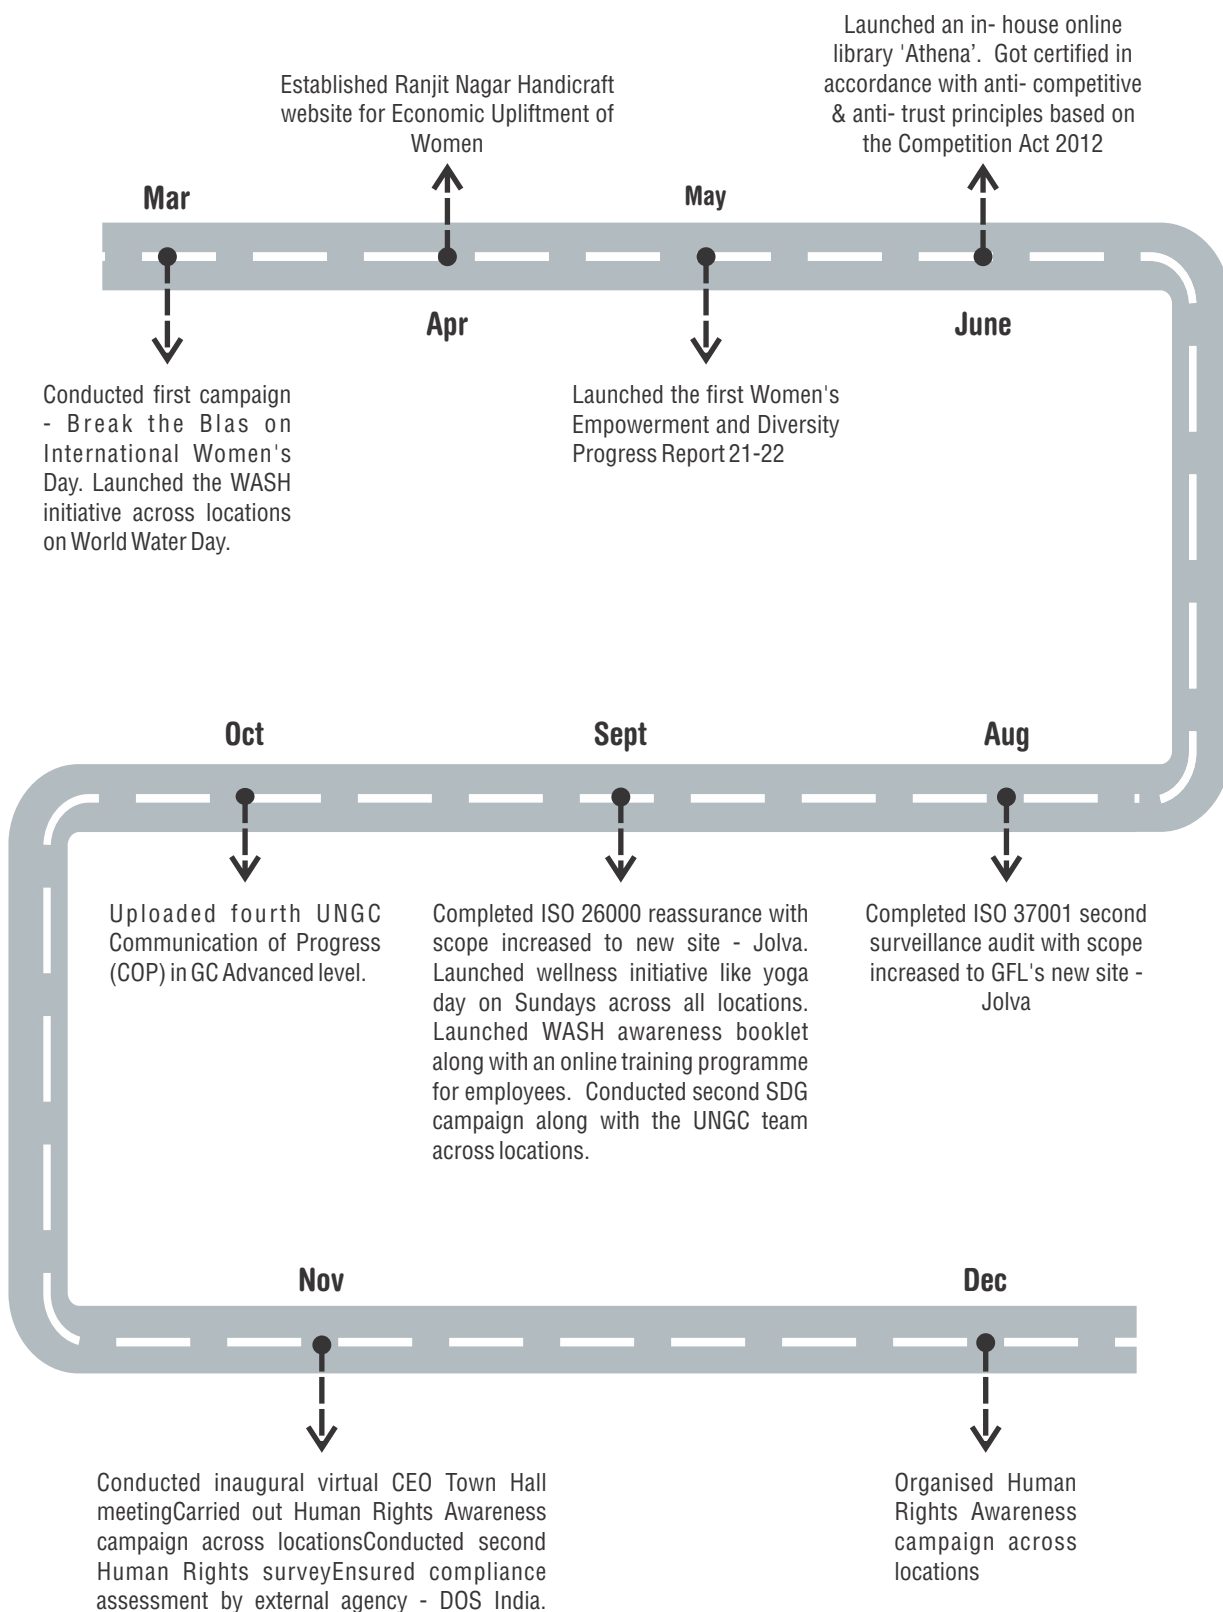 Launched an in- house online
library 'Athena’.  Got certified in
accordance with anti- competitive
& anti- trust principles based on
the Competition Act 2012
Established Ranjit Nagar Handicraft
website for Economic Upliftment of
Women
Mar
May
Apr
June
Conducted first campaign
- Break the Blas on
International Women's
Day. Launched the WASH
initiative across locations
on World Water Day.
Launched the first Women's
Empowerment and Diversity
Progress Report 21-22
Oct
Sept
Aug
Uploaded fourth UNGC
Communication of Progress
(COP) in GC Advanced level.
Completed ISO 26000 reassurance with
scope increased to new site - Jolva.
Launched wellness initiative like yoga
day on Sundays across all locations.
Launched WASH awareness booklet
along with an online training programme
for employees.  Conducted second SDG
campaign along with the UNGC team
across locations.
Completed ISO 37001 second
surveillance audit with scope
increased to GFL's new site -
Jolva
Nov
Dec
Conducted inaugural virtual CEO Town Hall
meetingCarried out Human Rights Awareness
campaign across locationsConducted second
Human Rights surveyEnsured compliance
assessment by external agency - DOS India.
Organised Human
Rights Awareness
campaign across
locations